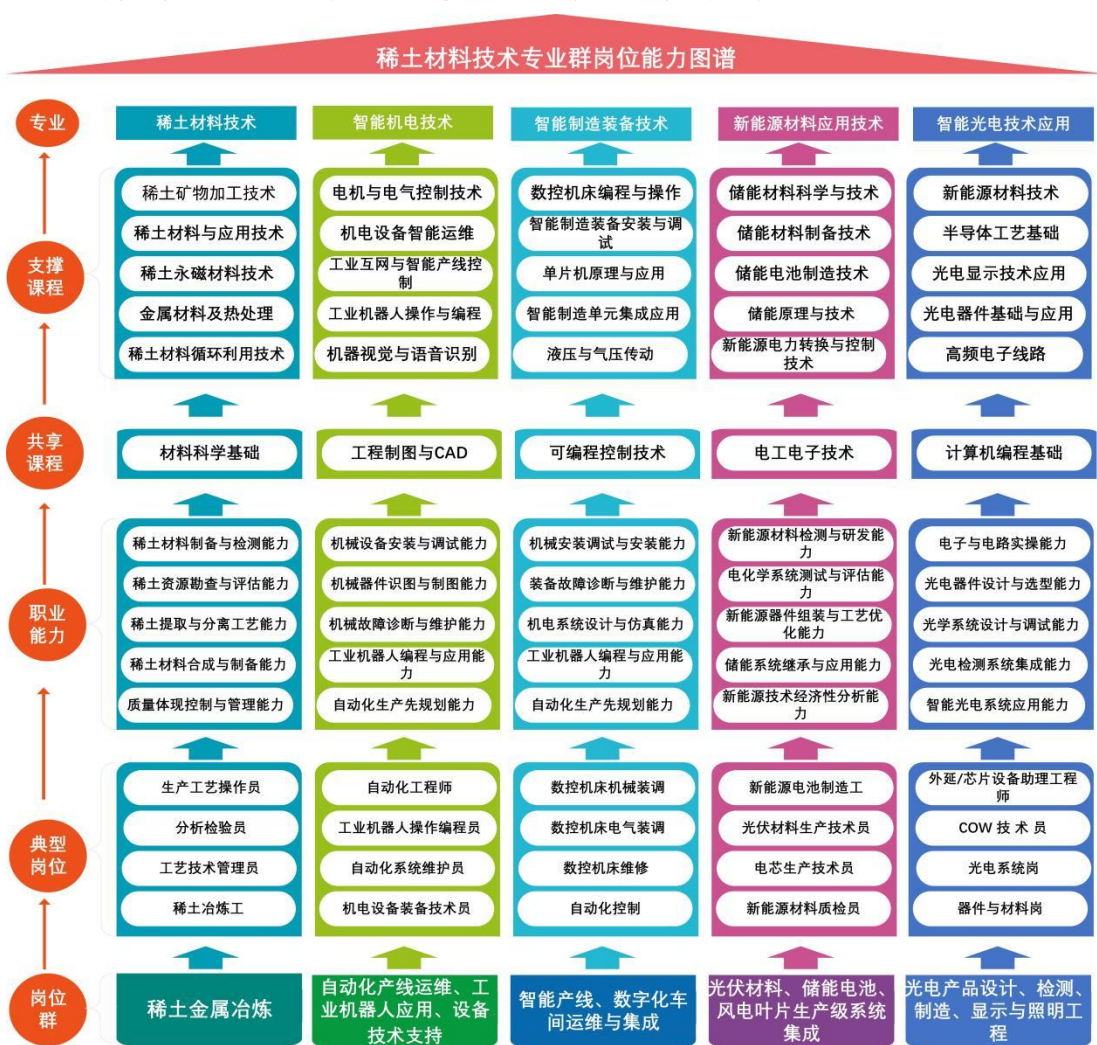 稀土材料技术专业群岗位能力图谱
专业
稀土材料技术
智能机电技术
智能制造装备技术
新能源材料应用技术
智能光电技术应用
支撑
课程
稀土矿物加工技术
稀土材料与应用技术
稀土永磁材料技术
金属材料及热处理
稀土材料循环利用技术
电机与电气控制技术
机电设备智能运维
工业互网与智能产线控
制
工业机器人操作与编程
机器视觉与语音识别
数控机床编程与操作
智能制造装备安装与调
试
单片机原理与应用
智能制造单元集成应用
液压与气压传动
储能材料科学与技术
储能材料制备技术
储能电池制造技术
储能原理与技术
新能源电力转换与控制
技术
新能源材料技术
半导体工艺基础
光电显示技术应用
光电器件基础与应用
高频电子线路
共享
课程
材料科学基础
工程制图与CAD
可编程控制技术
电工电子技术
计算机编程基础
职业
能力
稀土材料制备与检测能力
稀土资源勘查与评估能力
稀土提取与分离工艺能力
稀土材料合成与制备能力
质量体现控制与管理能力
机械设备安装与调试能力
机械器件识图与制图能力
机械故障诊断与维护能力
工业机器人编程与应用能
力
自动化生产先规划能力
机械安装调试与安装能力
装备故障诊断与维护能力
机电系统设计与仿真能力
工业机器人编程与应用能
力
自动化生产先规划能力
新能源材料检测与研发能
力
电化学系统测试与评估能
力
新能源器件组装与工艺优
化能力
储能系统继承与应用能力
新能源技术经济性分析能
力
电子与电路实操能力
光电器件设计与选型能力
光学系统设计与调试能力
光电检测系统集成能力
智能光电系统应用能力
典型
岗位
生产工艺操作员
分析检验员
工艺技术管理员
稀土冶炼工
自动化工程师
工业机器人操作编程员
自动化系统维护员
机电设备装备技术员
数控机床机械装调
数控机床电气装调
数控机床维修
自动化控制
新能源电池制造工
光伏材料生产技术员
电芯生产技术员
新能源材料质检员
外延/芯片设备助理工程
师
COW 技 术 员
光电系统岗
器件与材料岗
岗位
群
稀土金属冶炼
自动化产线运维、工
业机器人应用、设备
技术支持
智能产线、数字化车
间运维与集成
光伏材料、储能电池、
风电叶片生产级系统
集成
光电产品设计、检测、
制造、显示与照明工
程